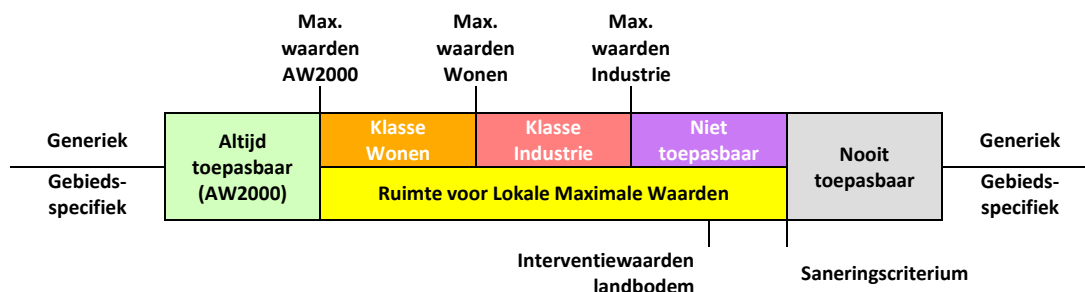 Max.
waarden
AW2000
Max.
waarden
Wonen
Max.
waarden
Industrie
Generiek
Gebieds-
specifiek
Altijd
toepasbaar
(AW2000)
Klasse
Wonen
Klasse
Industrie
Niet
toepasbaar
Ruimte voor Lokale Maximale Waarden
Nooit
toepasbaar
Generiek
Gebieds-
specifiek
Interventiewaarden
landbodem
Saneringscriterium